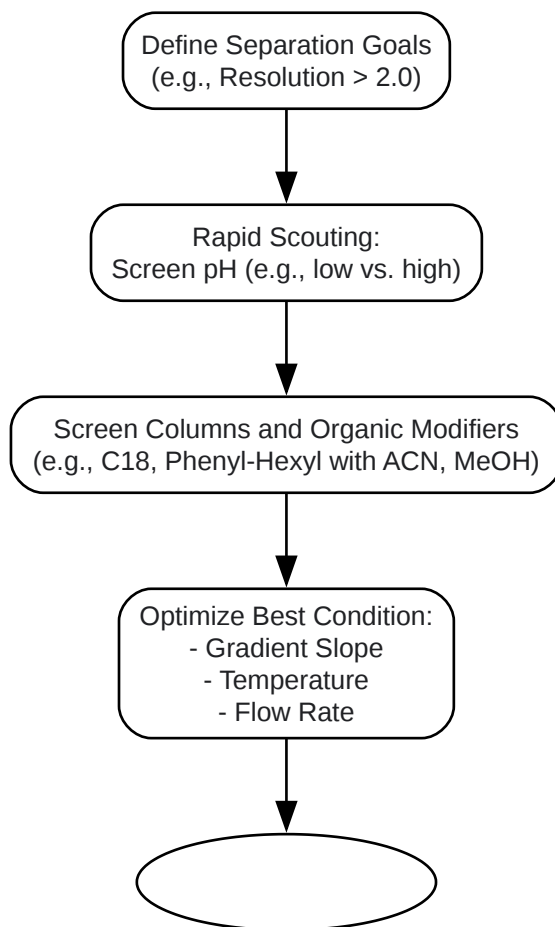 Define Separation Goals
(e.g., Resolution > 2.0)
Rapid Scouting:
Screen pH (e.g., low vs. high)
Screen Columns and Organic Modifiers
(e.g., C18, Phenyl-Hexyl with ACN, MeOH)
Optimize Best Condition:
- Gradient Slope
- Temperature
- Flow Rate